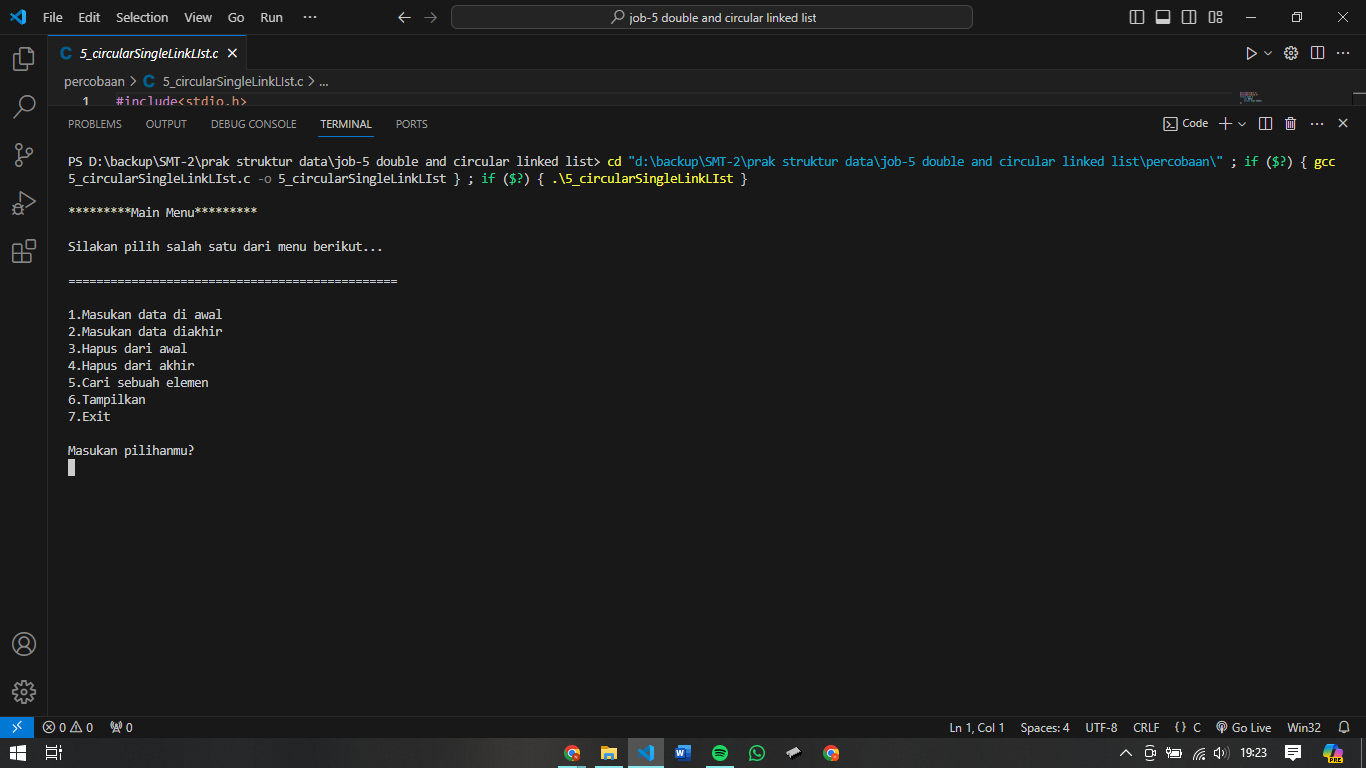 File Edit Selection View Go Run ···
job-5 double and circular linked list
5_circularSingleLinkLIst.c
percobaan > C 5_circularSingleLinkLIst.c > ...
1 #include<stdio.h>
PROBLEMS OUTPUT DEBUG CONSOLE TERMINAL PORTS
Code
PS D:\backup\SMT-2\prak struktur data\job-5 double and circular linked list> cd "d:\backup\SMT-2\prak struktur data\job-5 double and circular linked list\percobaan\" ; if ($?) { gcc
5_circularSingleLinkLIst.c -o 5_circularSingleLinkLIst } ; if ($?) { .\5_circularSingleLinkLIst }
*********Main Menu*********
Silakan pilih salah satu dari menu berikut...
===============================================
1.Masukan data di awal
2.Masukan data diakhir
3.Hapus dari awal
4.Hapus dari akhir
5.Cari sebuah elemen
6.Tampilkan
7.Exit
Masukan pilihanmu?
0 0 0 Ln 1, Col 1 Spaces: 4 UTF-8 CRLF {} C Go Live Win32
19:23
PRE